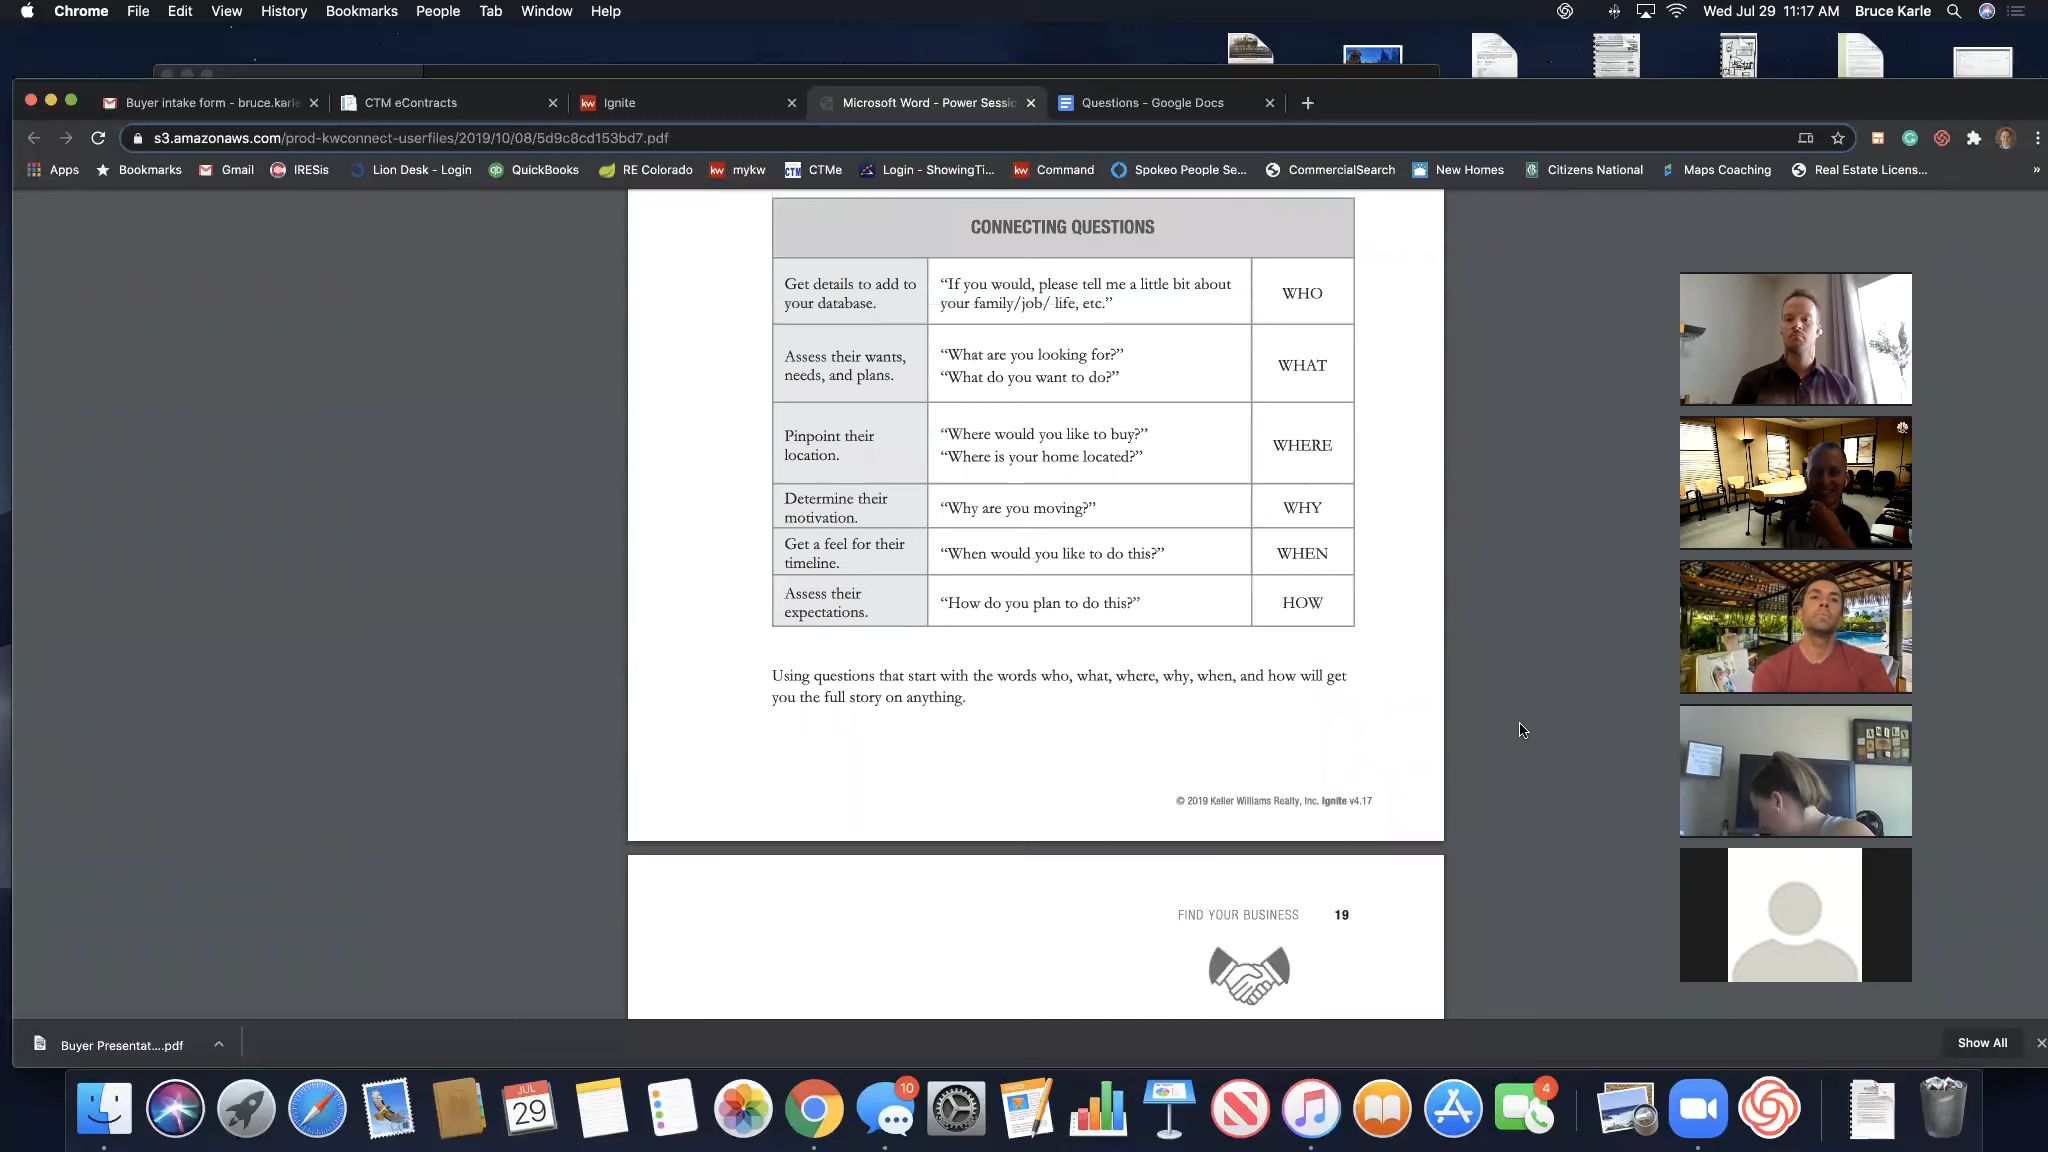 Chrome File Edit View History Bookmarks People Tab Window Help
Wed Jul 29 11:17 AM Bruce Karle
Buyer intake form - bruce.karle
CTM eContracts
kw Ignite
Microsoft Word - Power Sessio
Questions - Google Docs
s3.amazonaws.com/prod-kwconnect-userfiles/2019/10/08/5d9c8cd153bd7.pdf
Apps Bookmarks Gmail IRESis Lion Desk - Login qb QuickBooks RE Colorado kw mykw CTM CTMe Login - ShowingTi... kw Command Spokeo People Se... CommercialSearch New Homes Citizens National Maps Coaching Real Estate Licens... »
CONNECTING QUESTIONS
Get details to add to
your database.
“If you would, please tell me a little bit about
your family/job/ life, etc.”
WHO
Assess their wants,
needs, and plans.
“What are you looking for?”
“What do you want to do?”
WHAT
Pinpoint their
location.
“Where would you like to buy?”
“Where is your home located?”
WHERE
Determine their
motivation.
“Why are you moving?”
WHY
Get a feel for their
timeline.
“When would you like to do this?”
WHEN
Assess their
expectations.
“How do you plan to do this?”
HOW
Using questions that start with the words who, what, where, why, when, and how will get
you the full story on anything.
© 2019 Keller Williams Realty, Inc. Ignite v4.17
FIND YOUR BUSINESS 19
Buyer Presentat....pdf
Show All
JUL
29
10
4